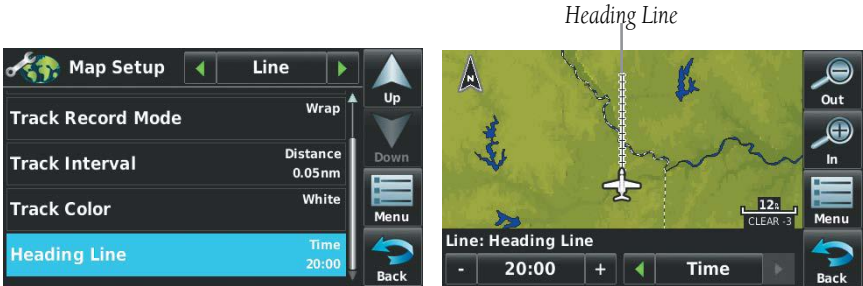 Heading Line
Map Setup
Line
Up
Track Record Mode
Wrap
Track Interval
Distance
0.05nm
Down
Track Color
White
Menu
Heading Line
Time
20:00
Back
N
Out
In
12
CLEAR -3
Menu
Line: Heading Line
- 20:00 + Time
Back